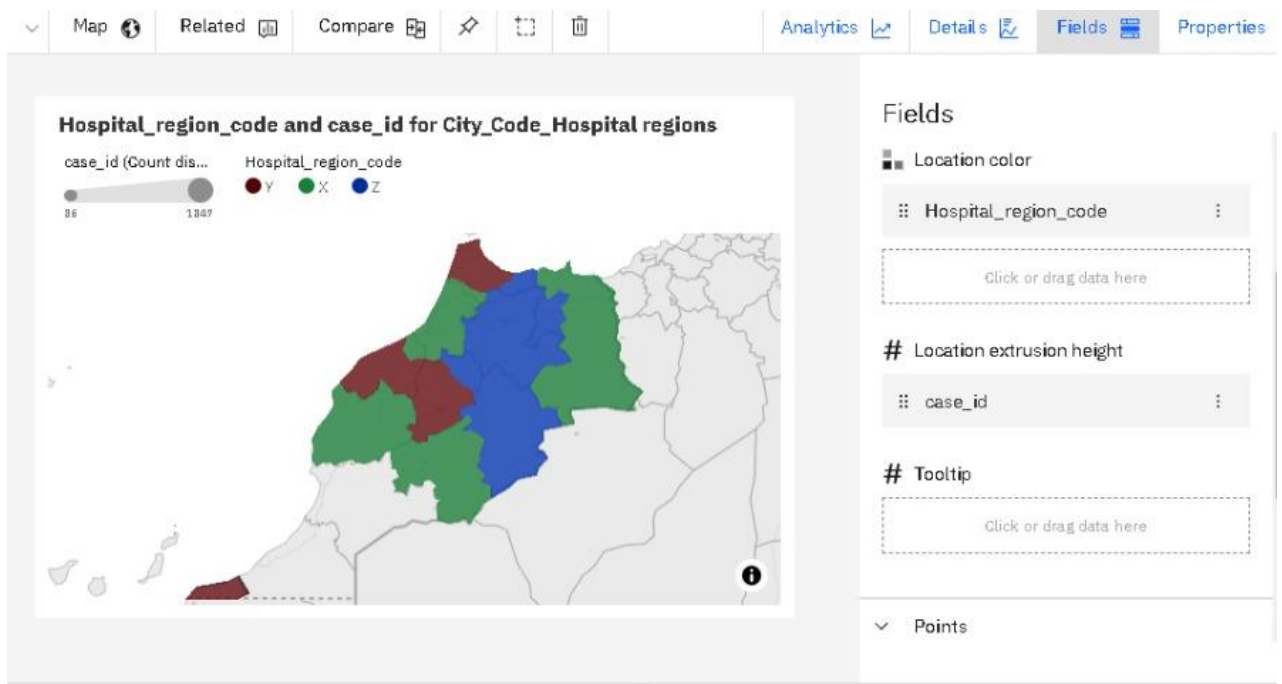 Map
Related
Compare
Analytics
Details
Fields
Properties
Hospital_region_code and case_id for City_Code_Hospital regions
case_id (Count dis...
Hospital_region_code
Y
X
Z
86
1847
Fields
Location color
Hospital_region_code
Click or drag data here
# Location extrusion height
case_id
# Tooltip
Click or drag data here
Points